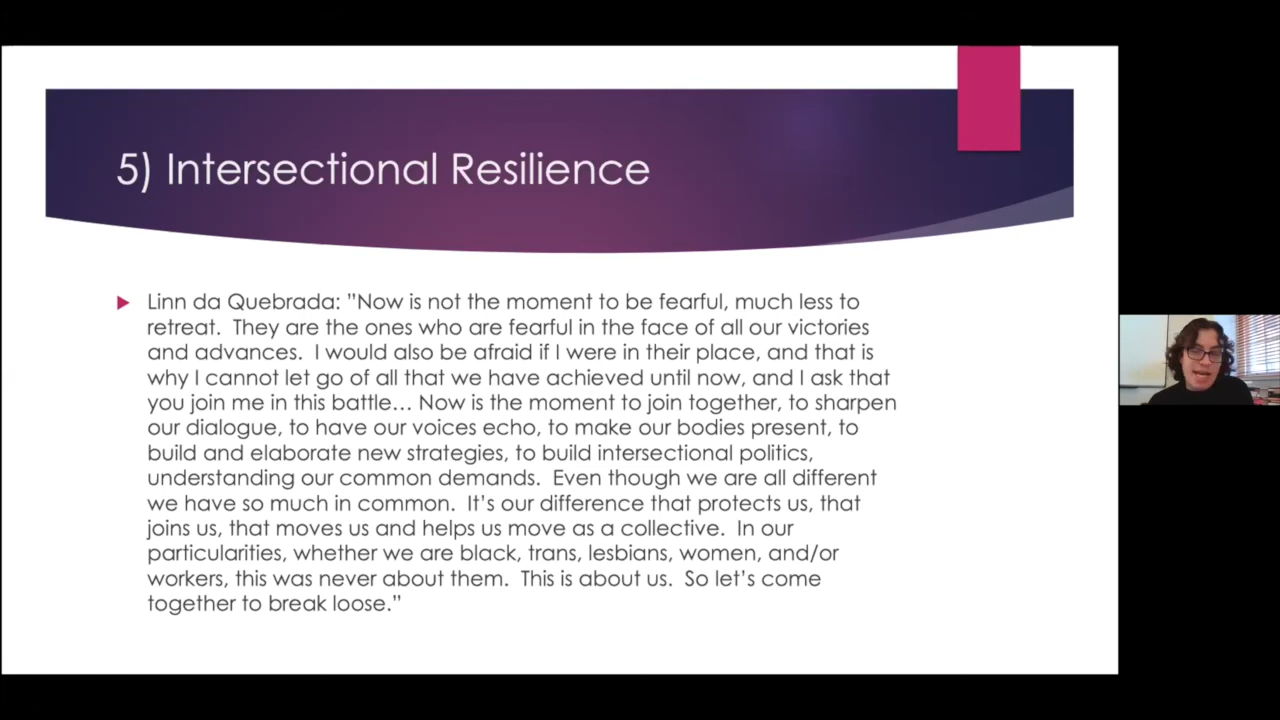 5) Intersectional Resilience
Linn da Quebrada: ”Now is not the moment to be fearful, much less to
retreat.  They are the ones who are fearful in the face of all our victories
and advances.  I would also be afraid if I were in their place, and that is
why I cannot let go of all that we have achieved until now, and I ask that
you join me in this battle… Now is the moment to join together, to sharpen
our dialogue, to have our voices echo, to make our bodies present, to
build and elaborate new strategies, to build intersectional politics,
understanding our common demands.  Even though we are all different
we have so much in common.  It’s our difference that protects us, that
joins us, that moves us and helps us move as a collective.  In our
particularities, whether we are black, trans, lesbians, women, and/or
workers, this was never about them.  This is about us.  So let’s come
together to break loose.”